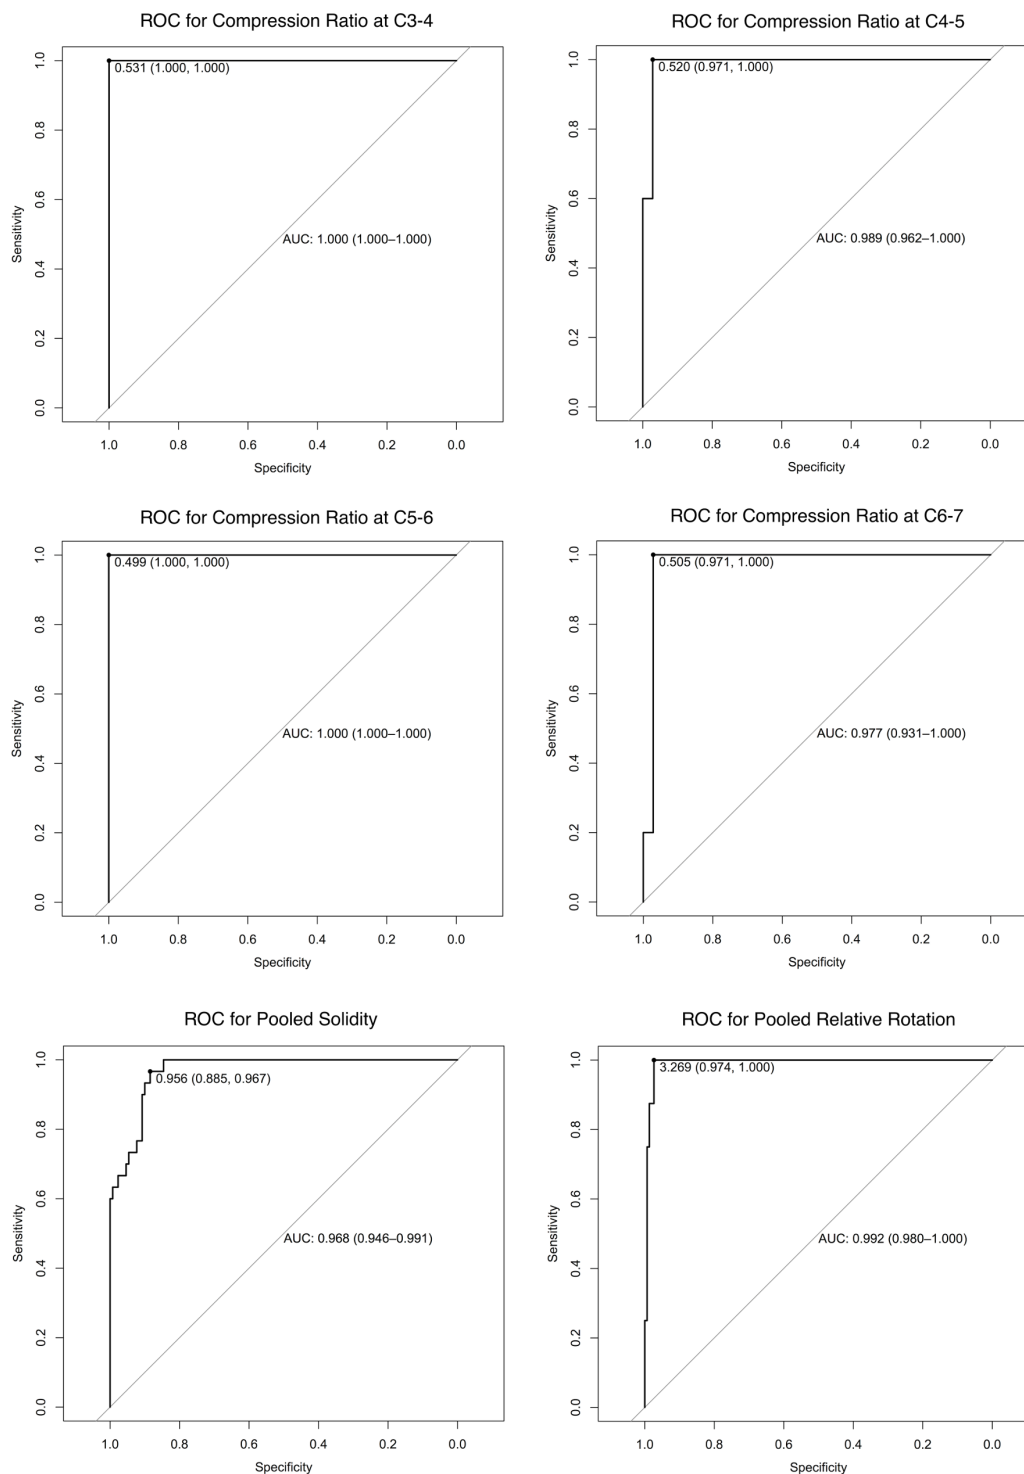 ROC for Compression Ratio at C3-4
1.0
0.8
0.6
0.4
0.2
0.0
Sensitivity
0.531 (1.000, 1.000)
AUC: 1.000 (1.000–1.000)
1.0 0.8 0.6 0.4 0.2 0.0
Specificity
ROC for Compression Ratio at C4-5
1.0
0.8
0.6
0.4
0.2
0.0
Sensitivity
0.520 (0.971, 1.000)
AUC: 0.989 (0.962–1.000)
1.0 0.8 0.6 0.4 0.2 0.0
Specificity
ROC for Compression Ratio at C5-6
1.0
0.8
0.6
0.4
0.2
0.0
Sensitivity
0.499 (1.000, 1.000)
AUC: 1.000 (1.000–1.000)
1.0 0.8 0.6 0.4 0.2 0.0
Specificity
ROC for Compression Ratio at C6-7
1.0
0.8
0.6
0.4
0.2
0.0
Sensitivity
0.505 (0.971, 1.000)
AUC: 0.977 (0.931–1.000)
1.0 0.8 0.6 0.4 0.2 0.0
Specificity
ROC for Pooled Solidity
1.0
0.8
0.6
0.4
0.2
0.0
Sensitivity
0.956 (0.885, 0.967)
AUC: 0.968 (0.946–0.991)
1.0 0.8 0.6 0.4 0.2 0.0
Specificity
ROC for Pooled Relative Rotation
1.0
0.8
0.6
0.4
0.2
0.0
Sensitivity
3.269 (0.974, 1.000)
AUC: 0.992 (0.980–1.000)
1.0 0.8 0.6 0.4 0.2 0.0
Specificity